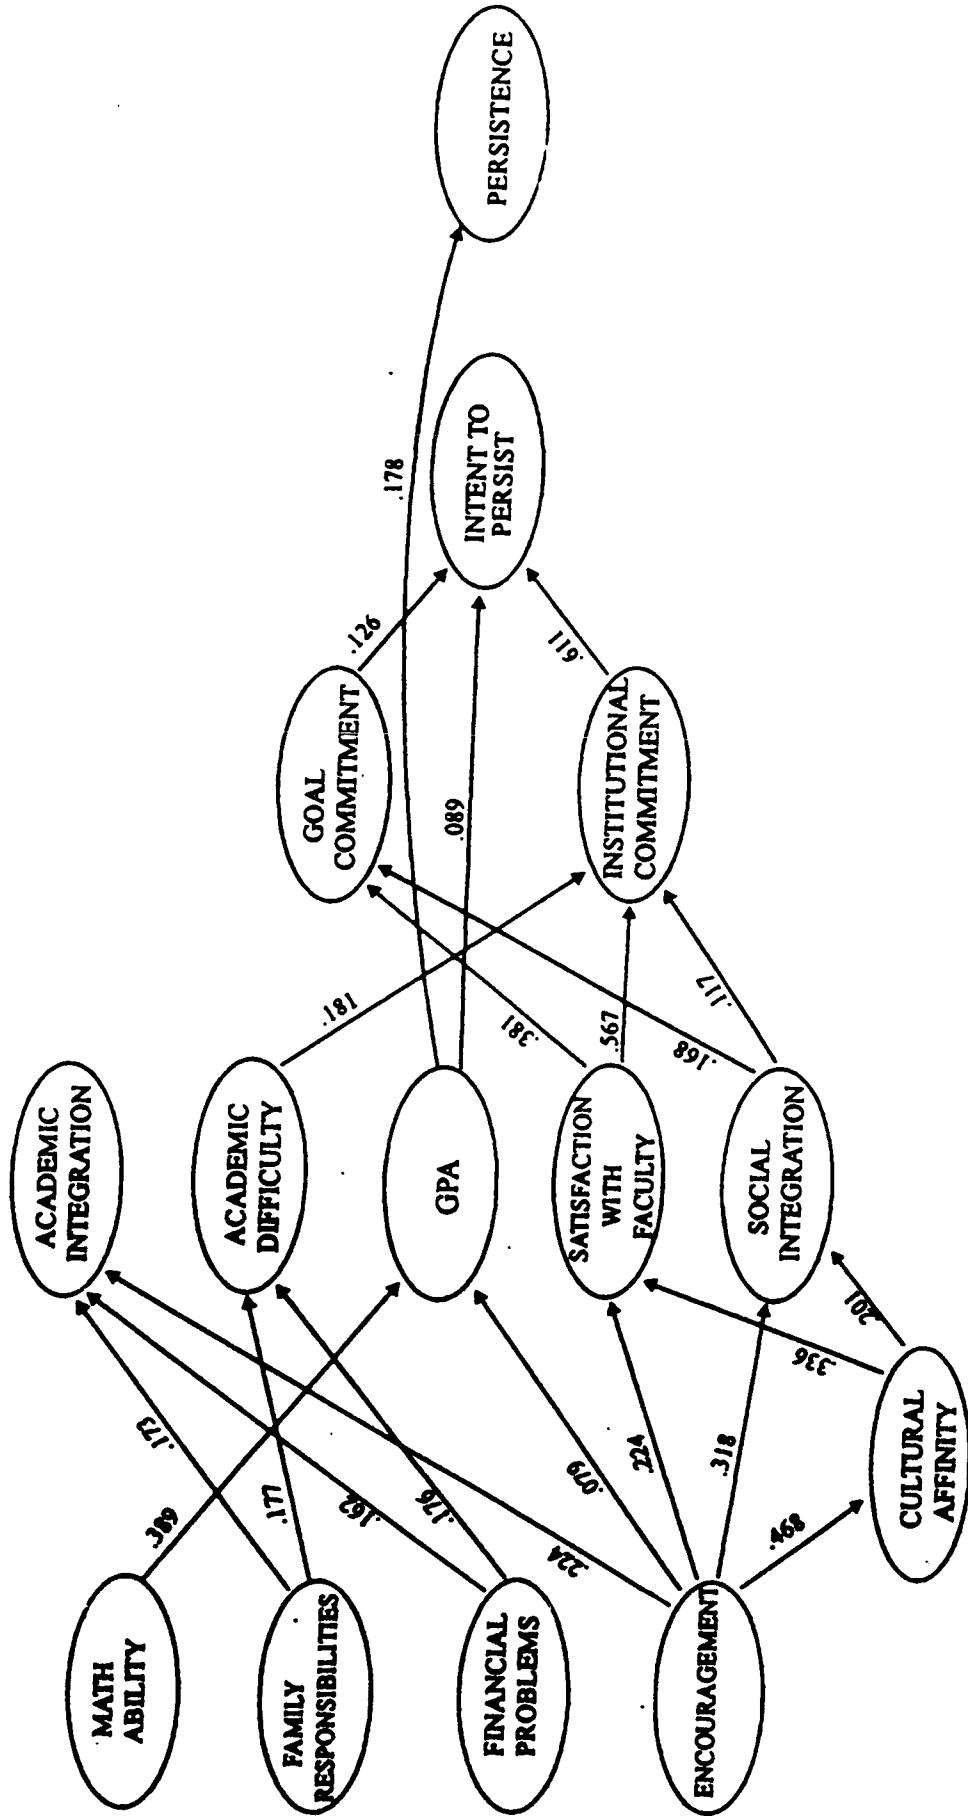 MATH
ABILITY
FAMILY
RESPONSIBILITIES
FINANCIAL
PROBLEMS
ENCOURAGEMENT
.389
.173
.177
.162
.176
.224
.079
.224
.318
.468
CULTURAL
AFFINITY
.336
.201
ACADEMIC
INTEGRATION
ACADEMIC
DIFFICULTY
GPA
SATISFACTION
WITH
FACULTY
SOCIAL
INTEGRATION
.181
.381
.567
.168
.117
GOAL
COMMITMENT
.089
INSTITUTIONAL
COMMITMENT
.126
.611
.178
INTENT TO
PERSIST
PERSISTENCE